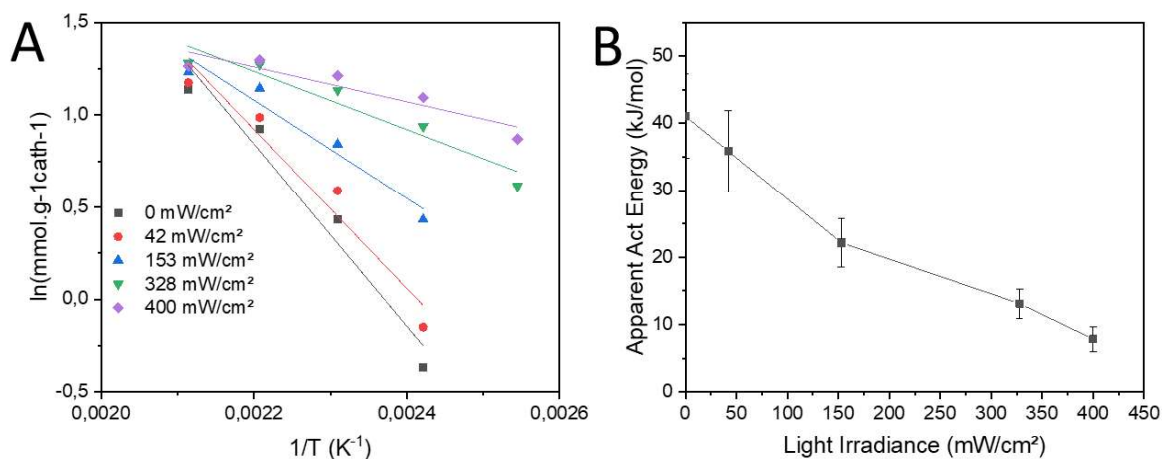 A
ln(mmol.g-1cath-1)
1,5
1,0
0,5
0,0
-0,5
0 mW/cm²
42 mW/cm²
153 mW/cm²
328 mW/cm²
400 mW/cm²
0,0020
0,0022
0,0024
0,0026
1/T (K⁻¹)
B
Apparent Act Energy (kJ/mol)
50
40
30
20
10
0
0
50
100
150
200
250
300
350
400
450
Light Irradiance (mW/cm²)